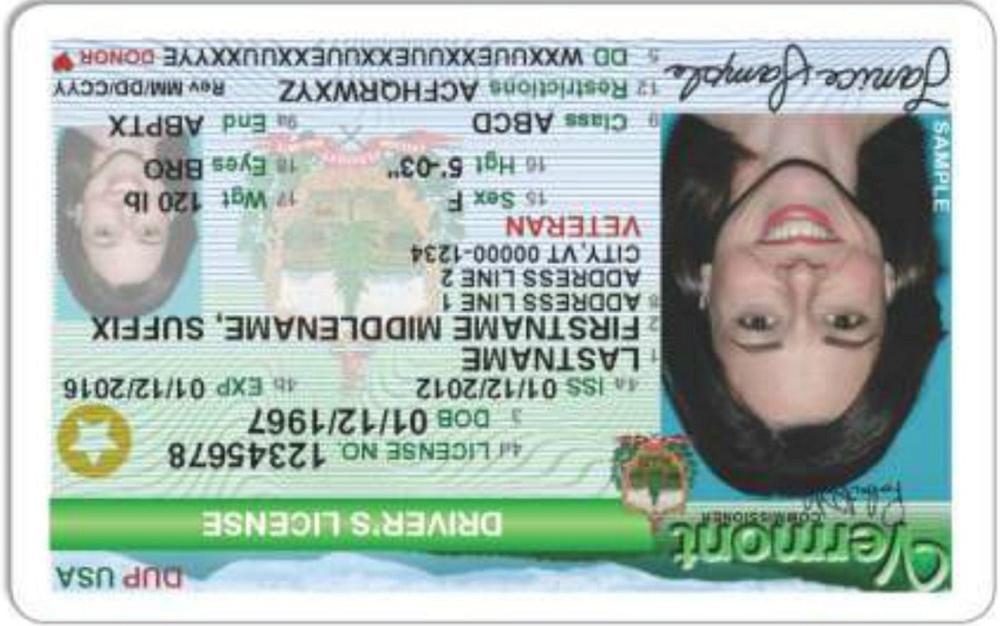 DUP USA
Vermont
COMMISSIONER
DRIVER'S LICENSE
4d LICENSE NO. 12345678
3 DOB 01/12/1967
4a ISS 01/12/2012 4b EXP 01/12/2016
1 LASTNAME
2 FIRSTNAME MIDDLENAME, SUFFIX
8 ADDRESS LINE 1
ADDRESS LINE 2
CITY, VT 00000-1234
VETERAN
15 Sex F 17 Wgt 120 lb
16 Hgt 5'-03" 18 Eyes BRO
9 Class ABCD 9a End ABPTX
12 Restrictions ACFHQRWXYZ Rev MM/DD/CCYY
5 DD WXXUUEXXUUEXXUUEXXUUXXUUXXYYE DONOR
SAMPLE
Janice Sample